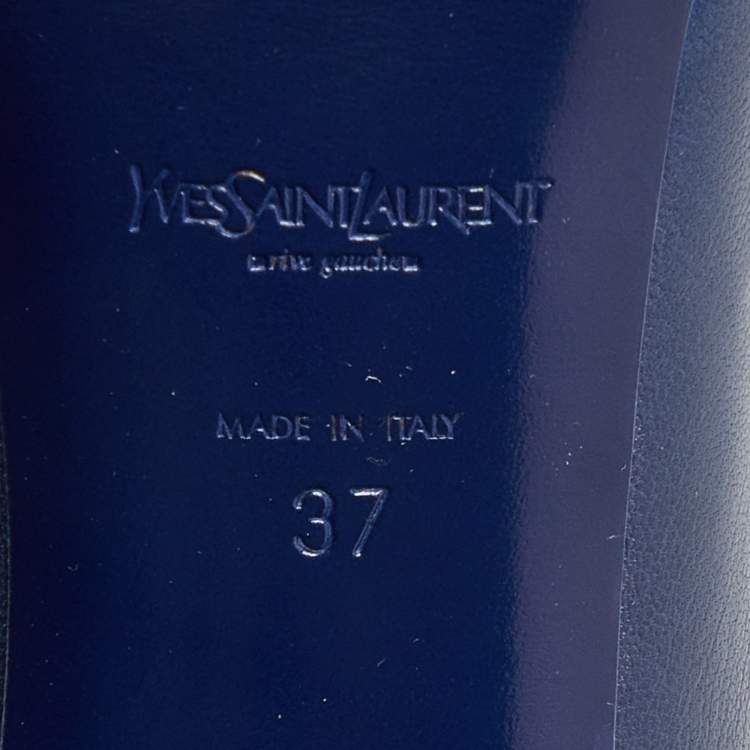 YVESSAINTLAURENT
rive gauche
MADE IN ITALY
37